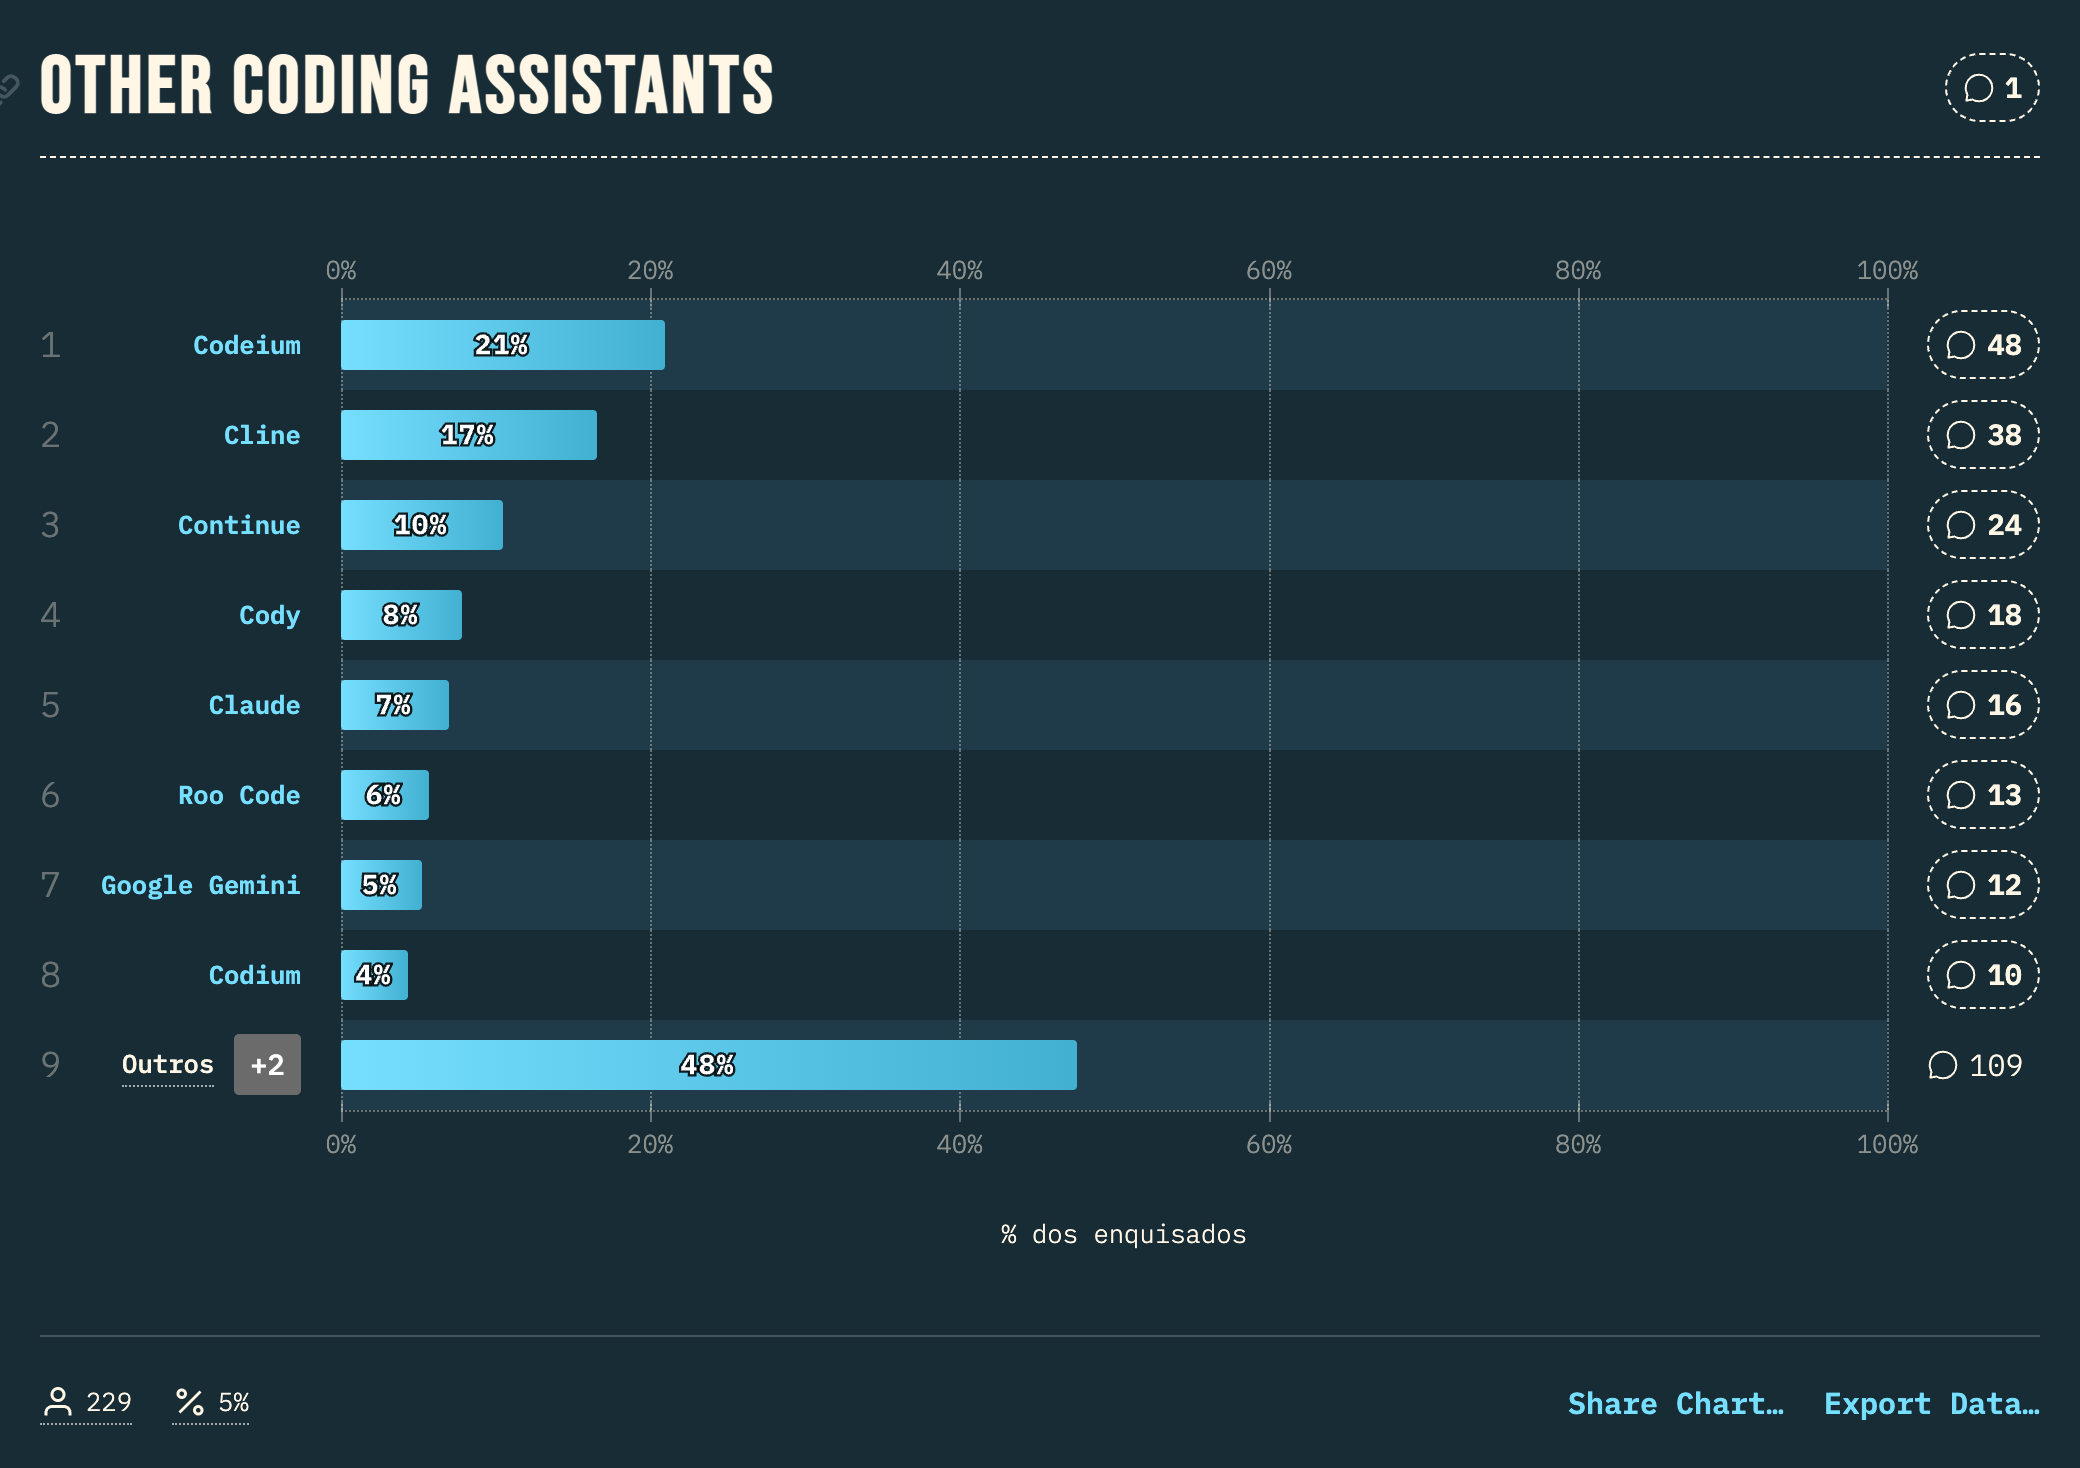 OTHER CODING ASSISTANTS
1
0% 20% 40% 60% 80% 100%
1 Codeium 21% 48
2 Cline 17% 38
3 Continue 10% 24
4 Cody 8% 18
5 Claude 7% 16
6 Roo Code 6% 13
7 Google Gemini 5% 12
8 Codium 4% 10
9 Outros +2 48% 109
0% 20% 40% 60% 80% 100%
% dos enquisados
229 5% Share Chart… Export Data…